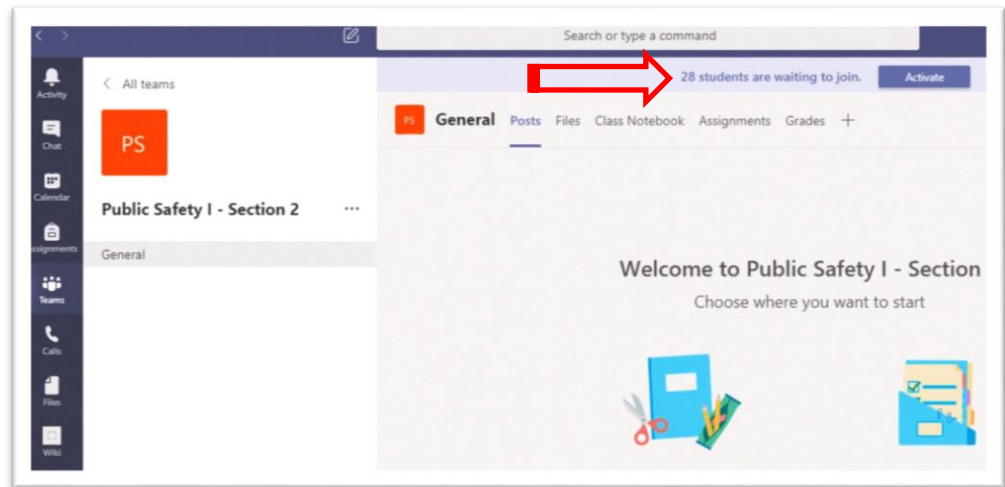 Search or type a command
Activity
Chat
Calendar
ssignments
Teams
Calls
Files
Wiki
All teams
PS
Public Safety I - Section 2 ...
General
28 students are waiting to join. Activate
PS General Posts Files Class Notebook Assignments Grades +
Welcome to Public Safety I - Section
Choose where you want to start